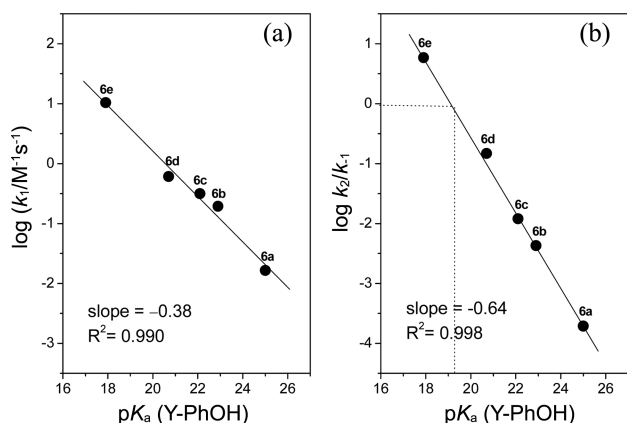 (a)
2
1
0
-1
-2
-3
log (k₁/M⁻¹s⁻¹)
6e
6d
6c
6b
6a
slope = –0.38
R² = 0.990
16 18 20 22 24 26
pKₐ (Y-PhOH)
(b)
1
0
-1
-2
-3
-4
log k₂/k₋₁
6e
6d
6c
6b
6a
slope = -0.64
R² = 0.998
16 18 20 22 24 26
pKₐ (Y-PhOH)